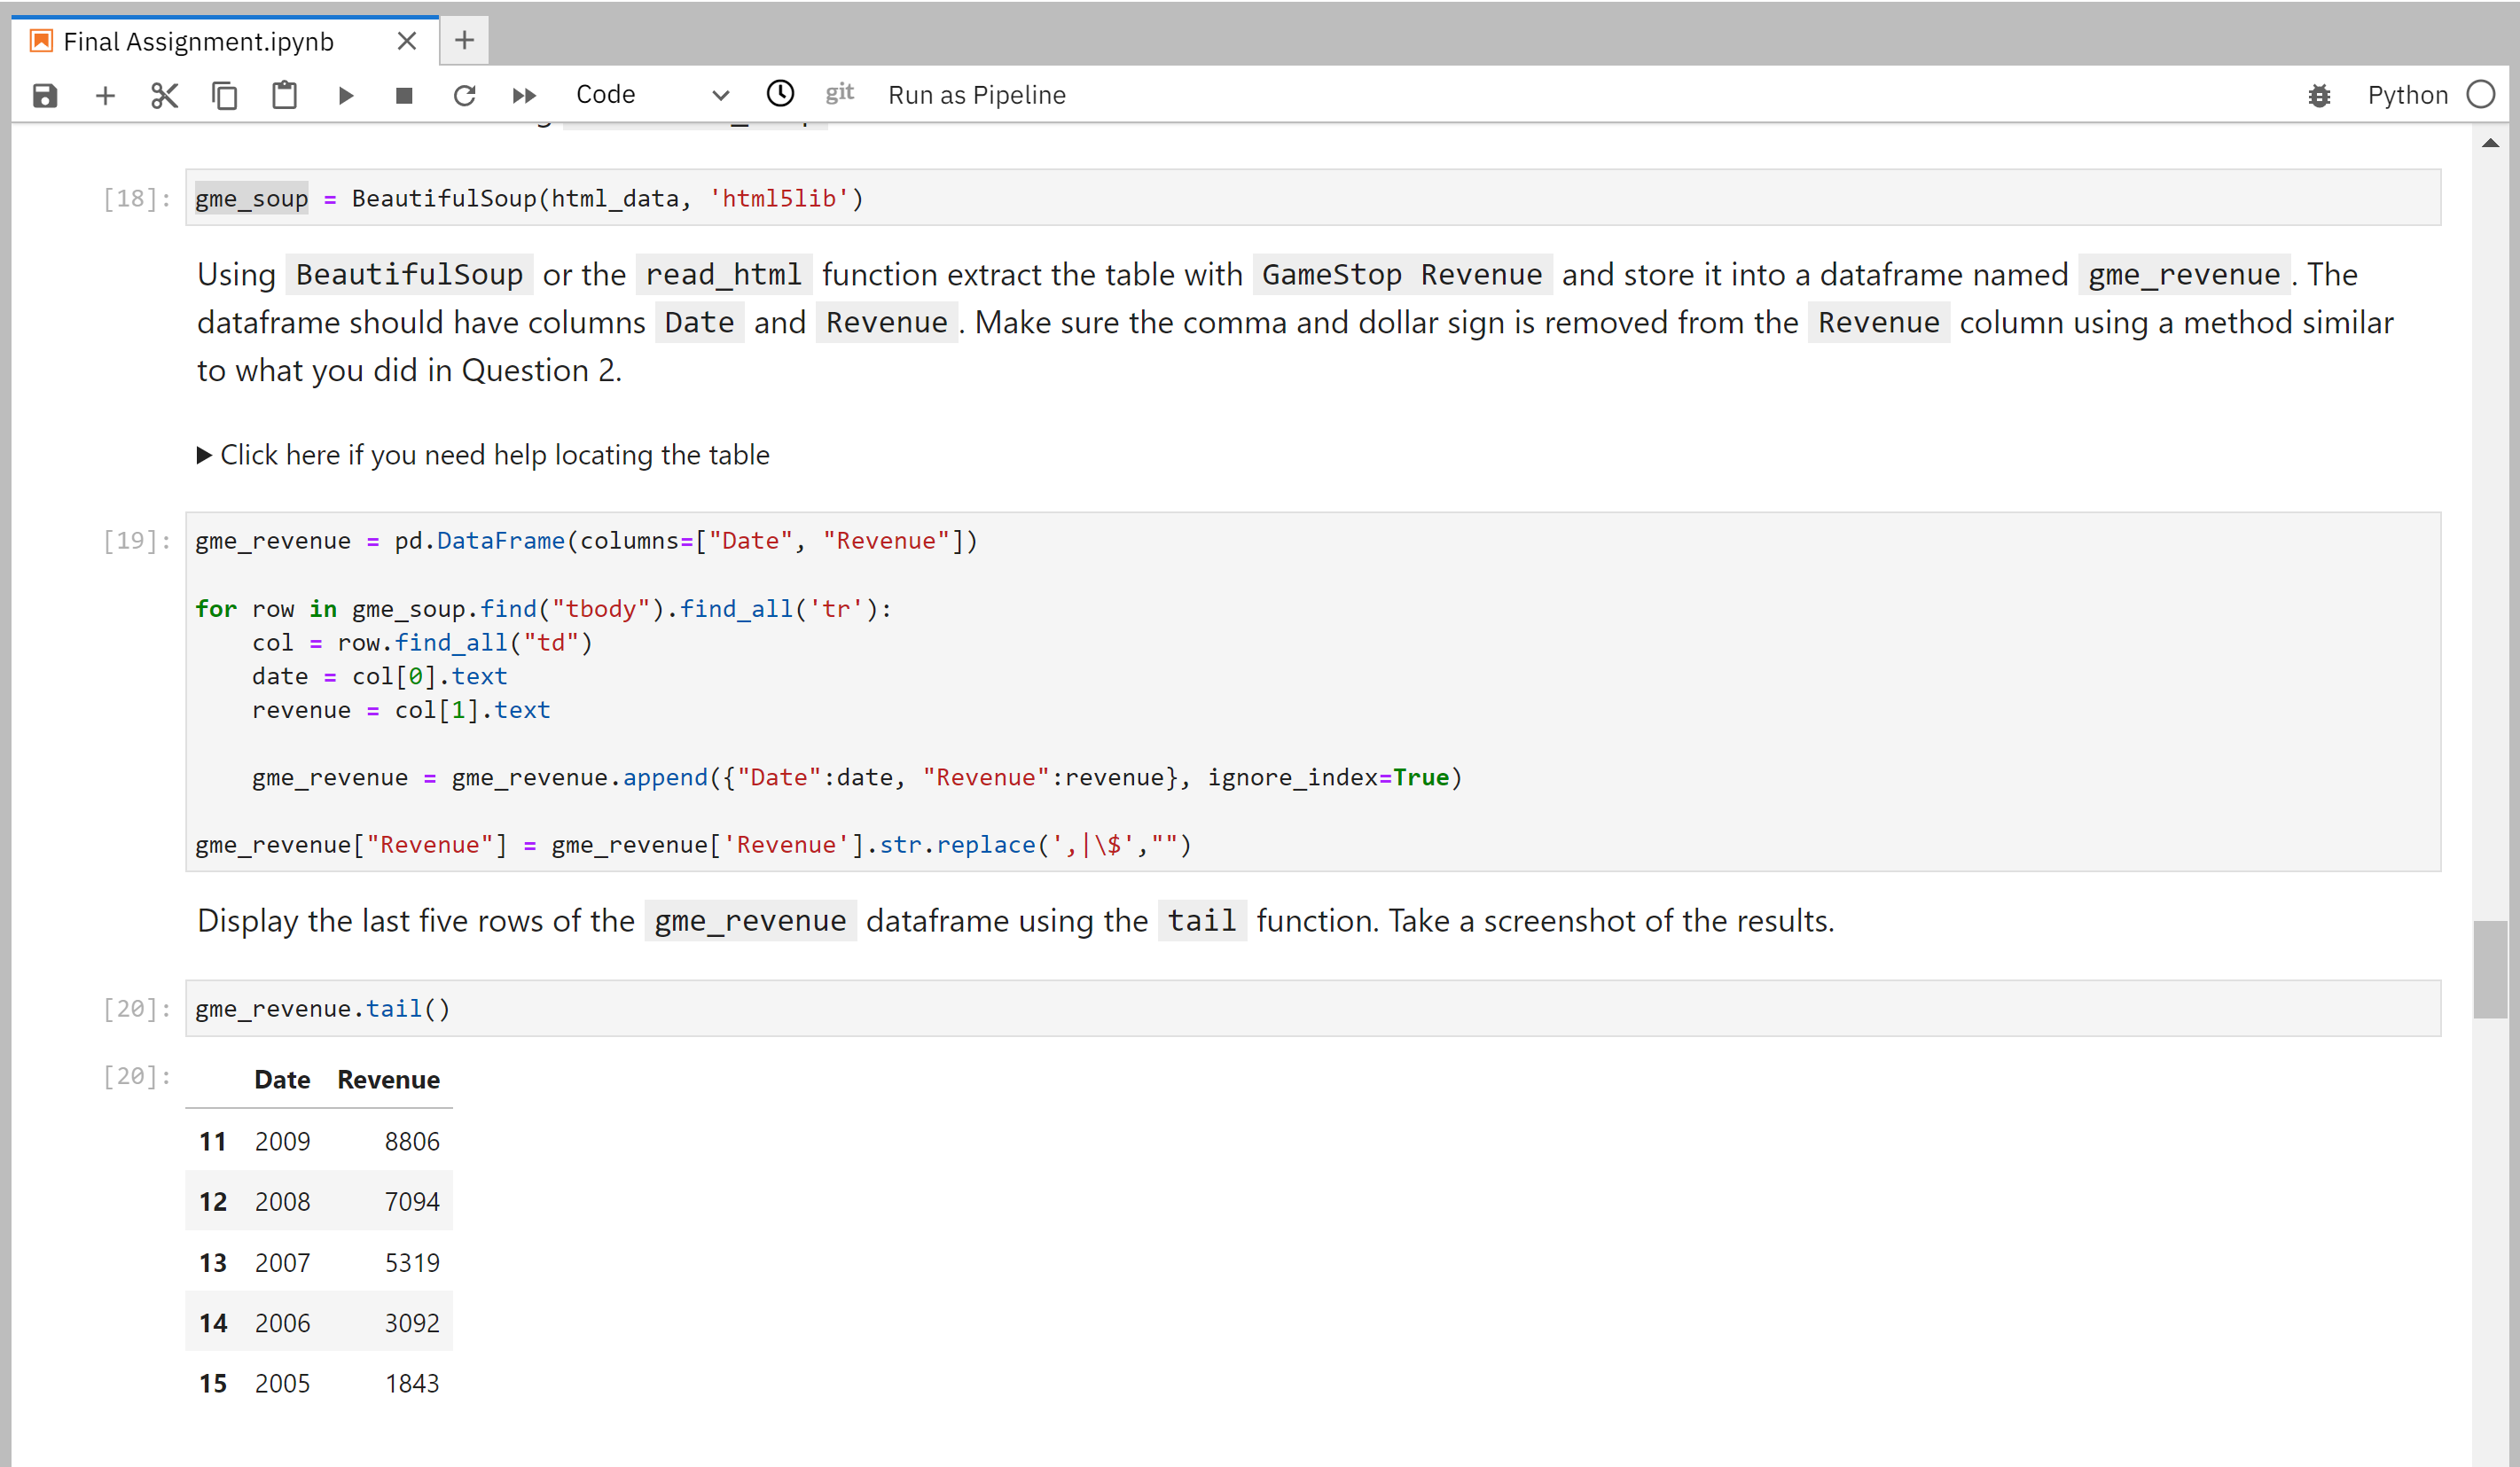 Final Assignment.ipynb
Code git Run as Pipeline Python
[18]: gme_soup = BeautifulSoup(html_data, 'html5lib')
Using BeautifulSoup or the read_html function extract the table with GameStop Revenue and store it into a dataframe named gme_revenue. The
dataframe should have columns Date and Revenue. Make sure the comma and dollar sign is removed from the Revenue column using a method similar
to what you did in Question 2.
Click here if you need help locating the table
[19]: gme_revenue = pd.DataFrame(columns=["Date", "Revenue"])
for row in gme_soup.find("tbody").find_all('tr'):
    col = row.find_all("td")
    date = col[0].text
    revenue = col[1].text
    gme_revenue = gme_revenue.append({"Date":date, "Revenue":revenue}, ignore_index=True)
gme_revenue["Revenue"] = gme_revenue['Revenue'].str.replace(',|\$',"")
Display the last five rows of the gme_revenue dataframe using the tail function. Take a screenshot of the results.
[20]: gme_revenue.tail()
[20]: Date Revenue
11 2009 8806
12 2008 7094
13 2007 5319
14 2006 3092
15 2005 1843